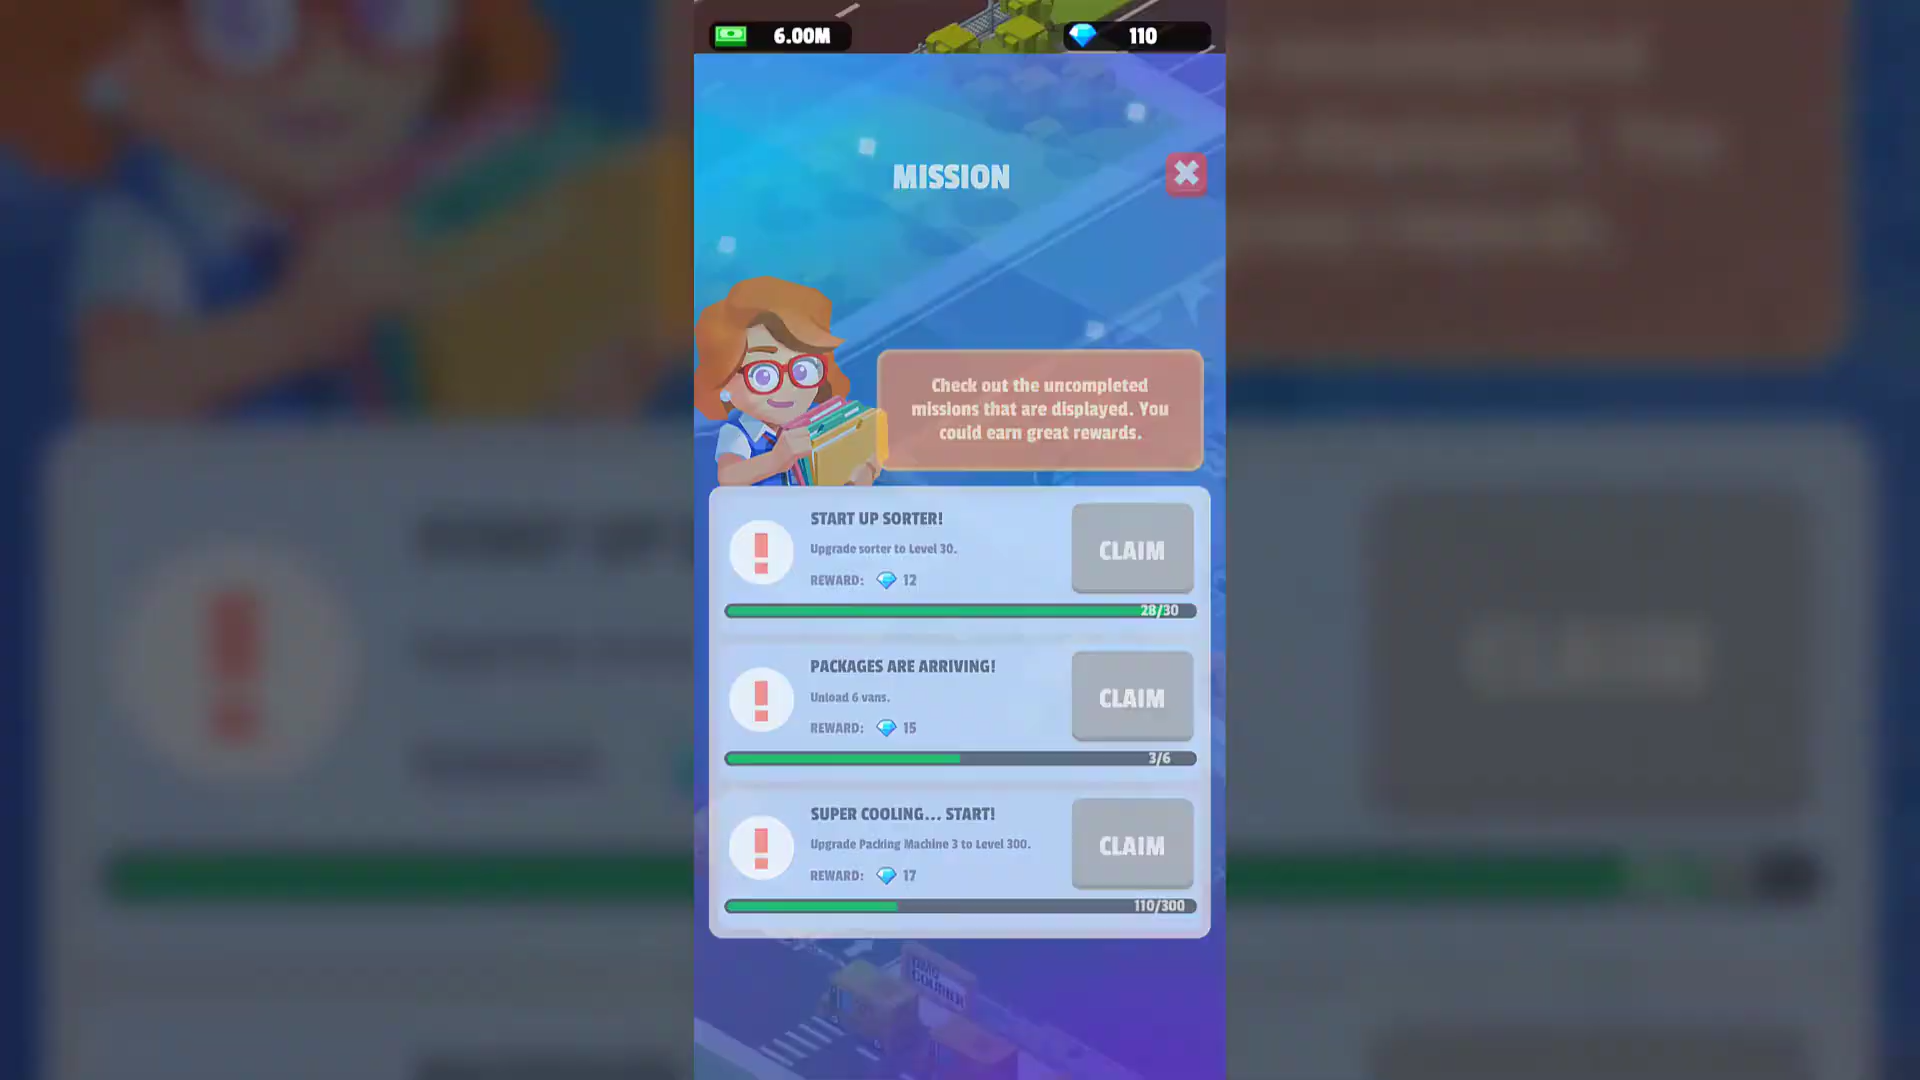 6.00M
110
MISSION
Check out the uncompleted
missions that are displayed. You
could earn great rewards.
START UP SORTER!
Upgrade sorter to Level 30.
REWARD: 12
CLAIM
28/30
PACKAGES ARE ARRIVING!
Unload 6 vans.
REWARD: 15
CLAIM
3/6
SUPER COOLING... START!
Upgrade Packing Machine 3 to Level 300.
REWARD: 17
CLAIM
110/300
COURIER
CLAIM